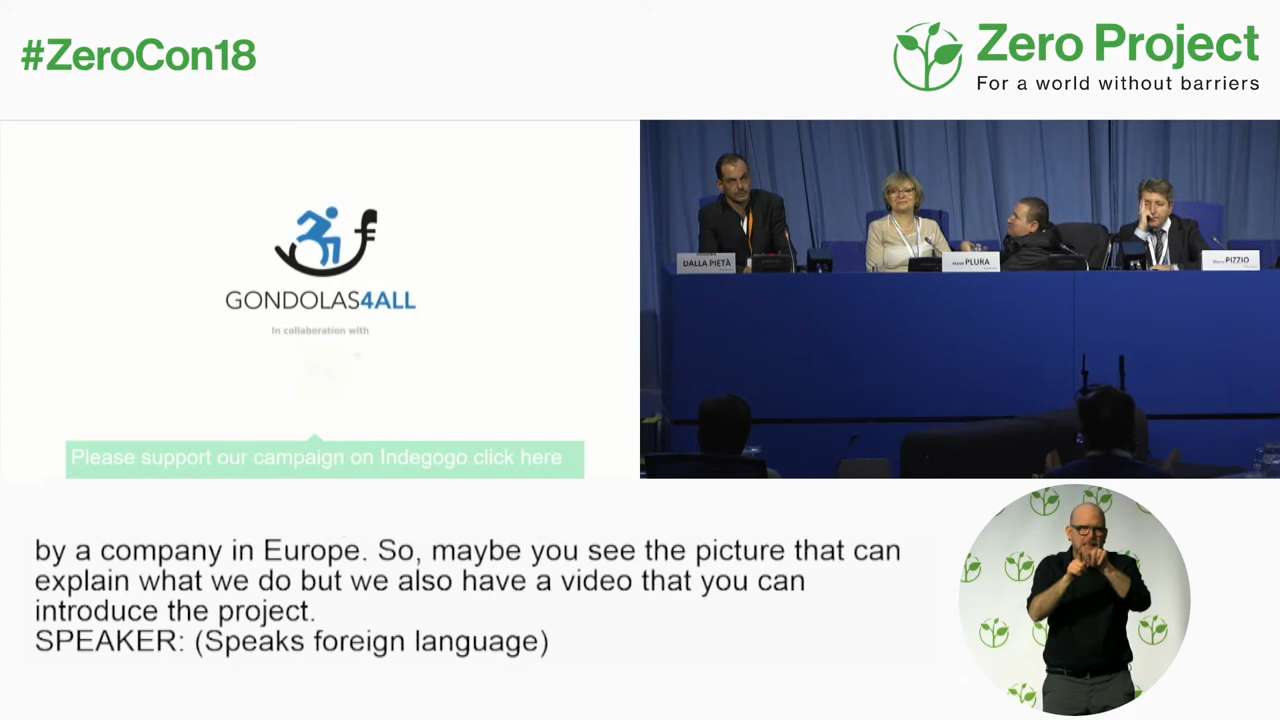 #ZeroCon18
Zero Project
For a world without barriers
GONDOLAS4ALL
In collaboration with
Please support our campaign on Indegogo click here
DALLA PIETÀ
PLURA
PIZZIO
by a company in Europe. So, maybe you see the picture that can
explain what we do but we also have a video that you can
introduce the project.
SPEAKER: (Speaks foreign language)